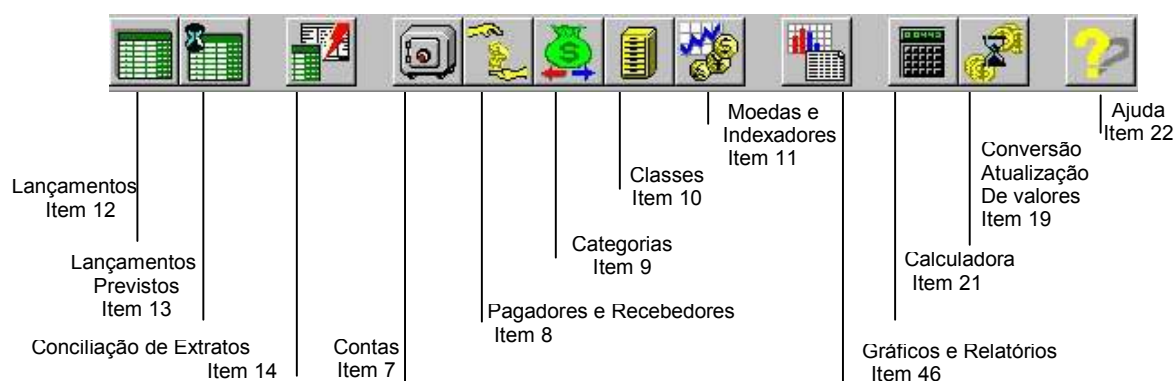 Lançamentos
Item 12
Lançamentos
Previstos
Item 13
Conciliação de Extratos
Item 14
Contas
Item 7
Pagadores e Recebedores
Item 8
Categorias
Item 9
Classes
Item 10
Moedas e
Indexadores
Item 11
Gráficos e Relatórios
Item 46
Calculadora
Item 21
Conversão
Atualização
De valores
Item 19
Ajuda
Item 22